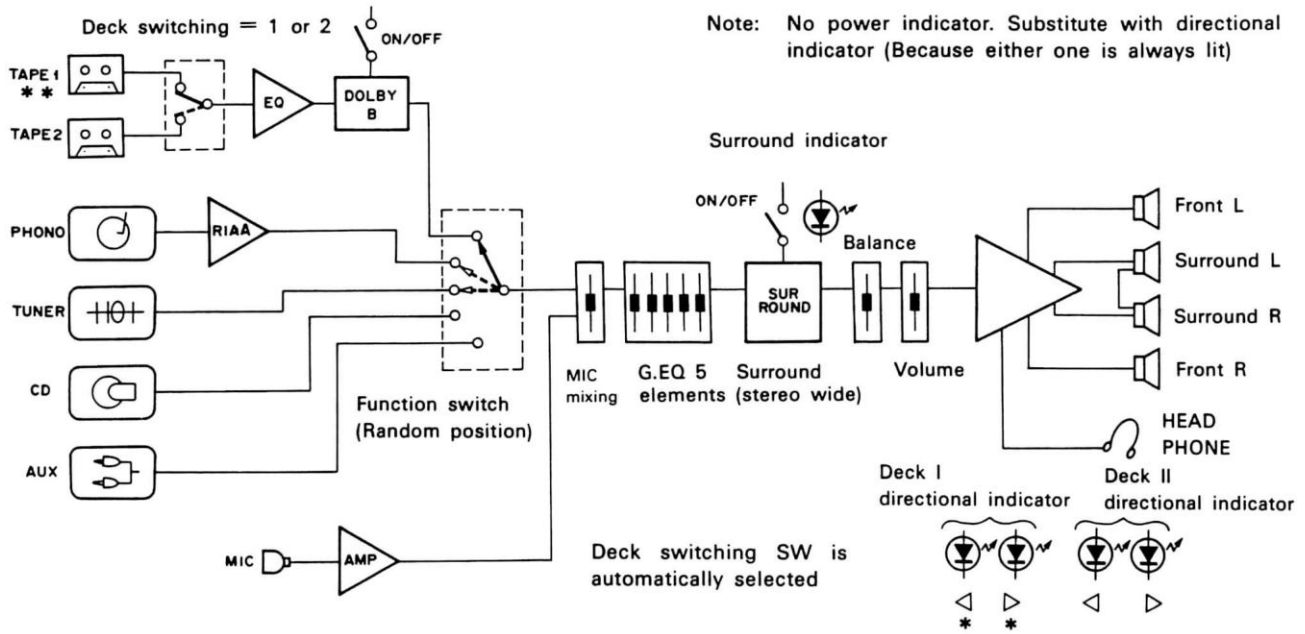 Deck switching = 1 or 2
ON/OFF
Note: No power indicator. Substitute with directional
indicator (Because either one is always lit)
TAPE 1
* *
EQ
DOLBY
B
TAPE 2
Surround indicator
ON/OFF
Balance
PHONO
RIAA
Front L
Surround L
TUNER
SUR
ROUND
Surround R
CD
MIC
mixing
G.EQ 5
elements
Surround
(stereo wide)
Volume
Front R
Function switch
(Random position)
HEAD
PHONE
AUX
Deck I
directional indicator
Deck II
directional indicator
MIC
AMP
Deck switching SW is
automatically selected
* *